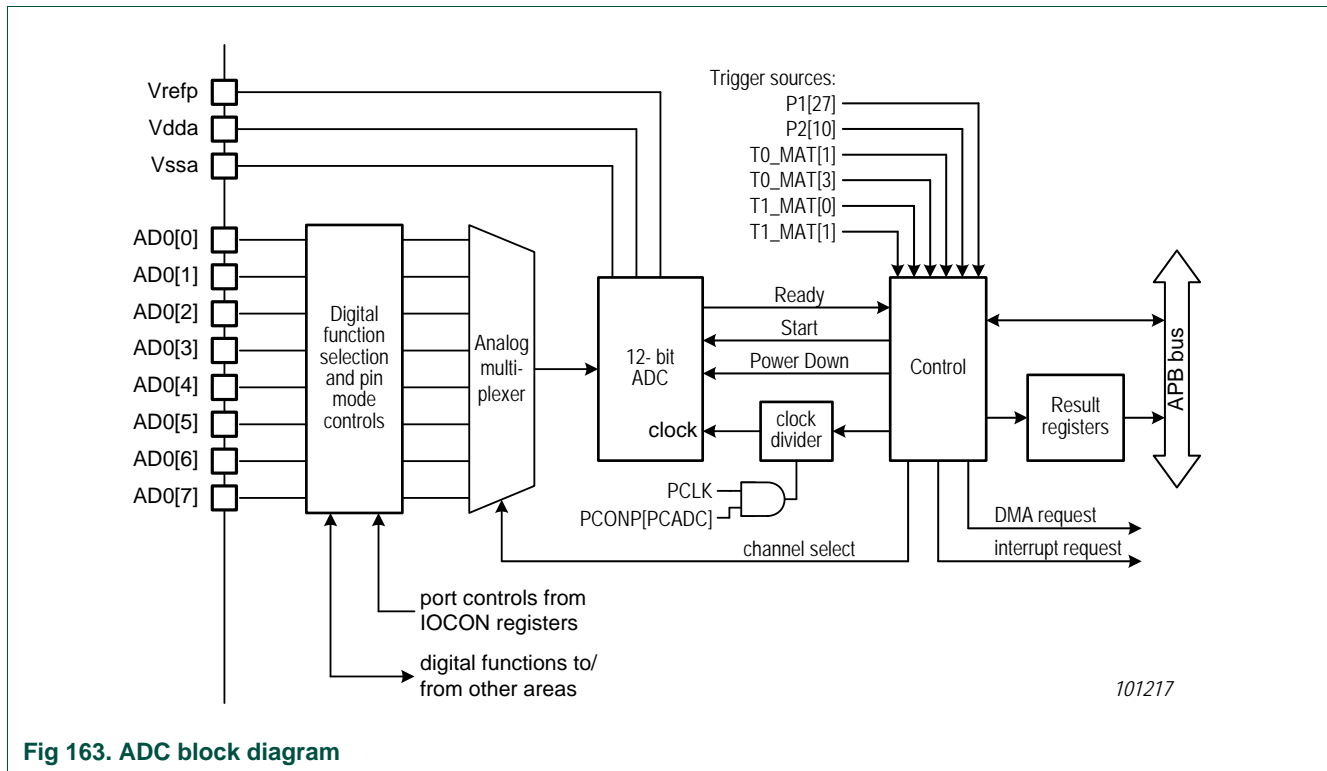 Vrefp
Vdda
Vssa
AD0[0]
AD0[1]
AD0[2]
AD0[3]
AD0[4]
AD0[5]
AD0[6]
AD0[7]
Digital
function
selection
and pin
mode
controls
Analog
multi-
plexer
12- bit
ADC
clock
Trigger sources:
P1[27]
P2[10]
T0_MAT[1]
T0_MAT[3]
T1_MAT[0]
T1_MAT[1]
Ready
Start
Power Down
clock
divider
PCLK
PCONP[PCADC]
channel select
Control
Result
registers
APB bus
DMA request
interrupt request
port controls from
IOCON registers
digital functions to/
from other areas
101217
Fig 163. ADC block diagram